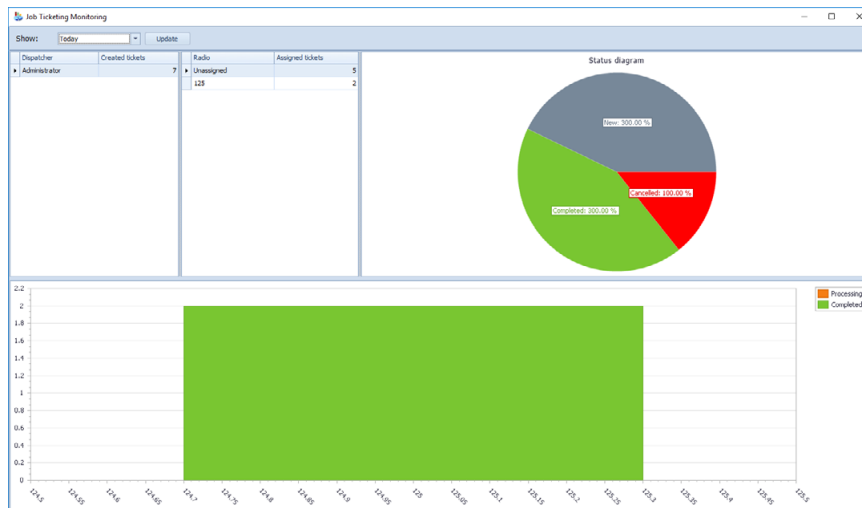 Job Ticketing Monitoring
Show: Today Update
Dispatcher Created tickets Radio Assigned tickets
Administrator 7 Unassigned 5
125 2
Status diagram
New: 300.00 %
Cancelled: 100.00 %
Completed: 300.00 %
Processing
Completed
2.2
2
1.8
1.6
1.4
1.2
1
0.8
0.6
0.4
0.2
0
124.5 124.55 124.6 124.65 124.7 124.75 124.8 124.85 124.9 124.95 125 125.05 125.1 125.15 125.2 125.25 125.3 125.35 125.4 125.45 125.5